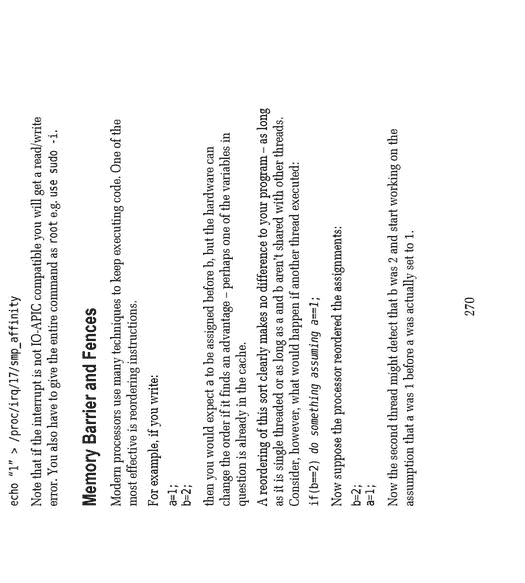 echo "1" > /proc/irq/17/smp_affinity
Note that if the interrupt is not IO-APIC compatible you will get a read/write
error. You also have to give the entire command as root e.g. use sudo -i.
Memory Barrier and Fences
Modern processors use many techniques to keep executing code. One of the
most effective is reordering instructions.
For example, if you write:
a=1;
b=2;
then you would expect a to be assigned before b, but the hardware can
change the order if it finds an advantage – perhaps one of the variables in
question is already in the cache.
A reordering of this sort clearly makes no difference to your program – as long
as it is single threaded or as long as a and b aren't shared with other threads.
Consider, however, what would happen if another thread executed:
if(b==2) do something assuming a==1;
Now suppose the processor reordered the assignments:
b=2;
a=1;
Now the second thread might detect that b was 2 and start working on the
assumption that a was 1 before a was actually set to 1.
270